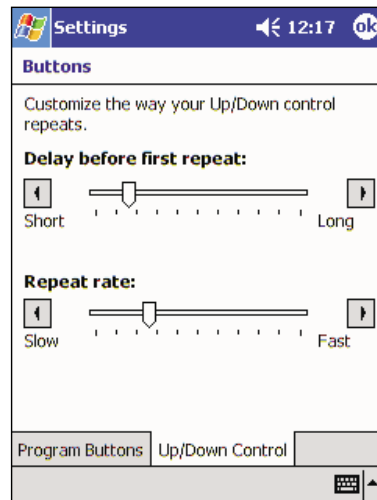 Settings 12:17 ok
Buttons
Customize the way your Up/Down control
repeats.
Delay before first repeat:
Short Long
Repeat rate:
Slow Fast
Program Buttons Up/Down Control